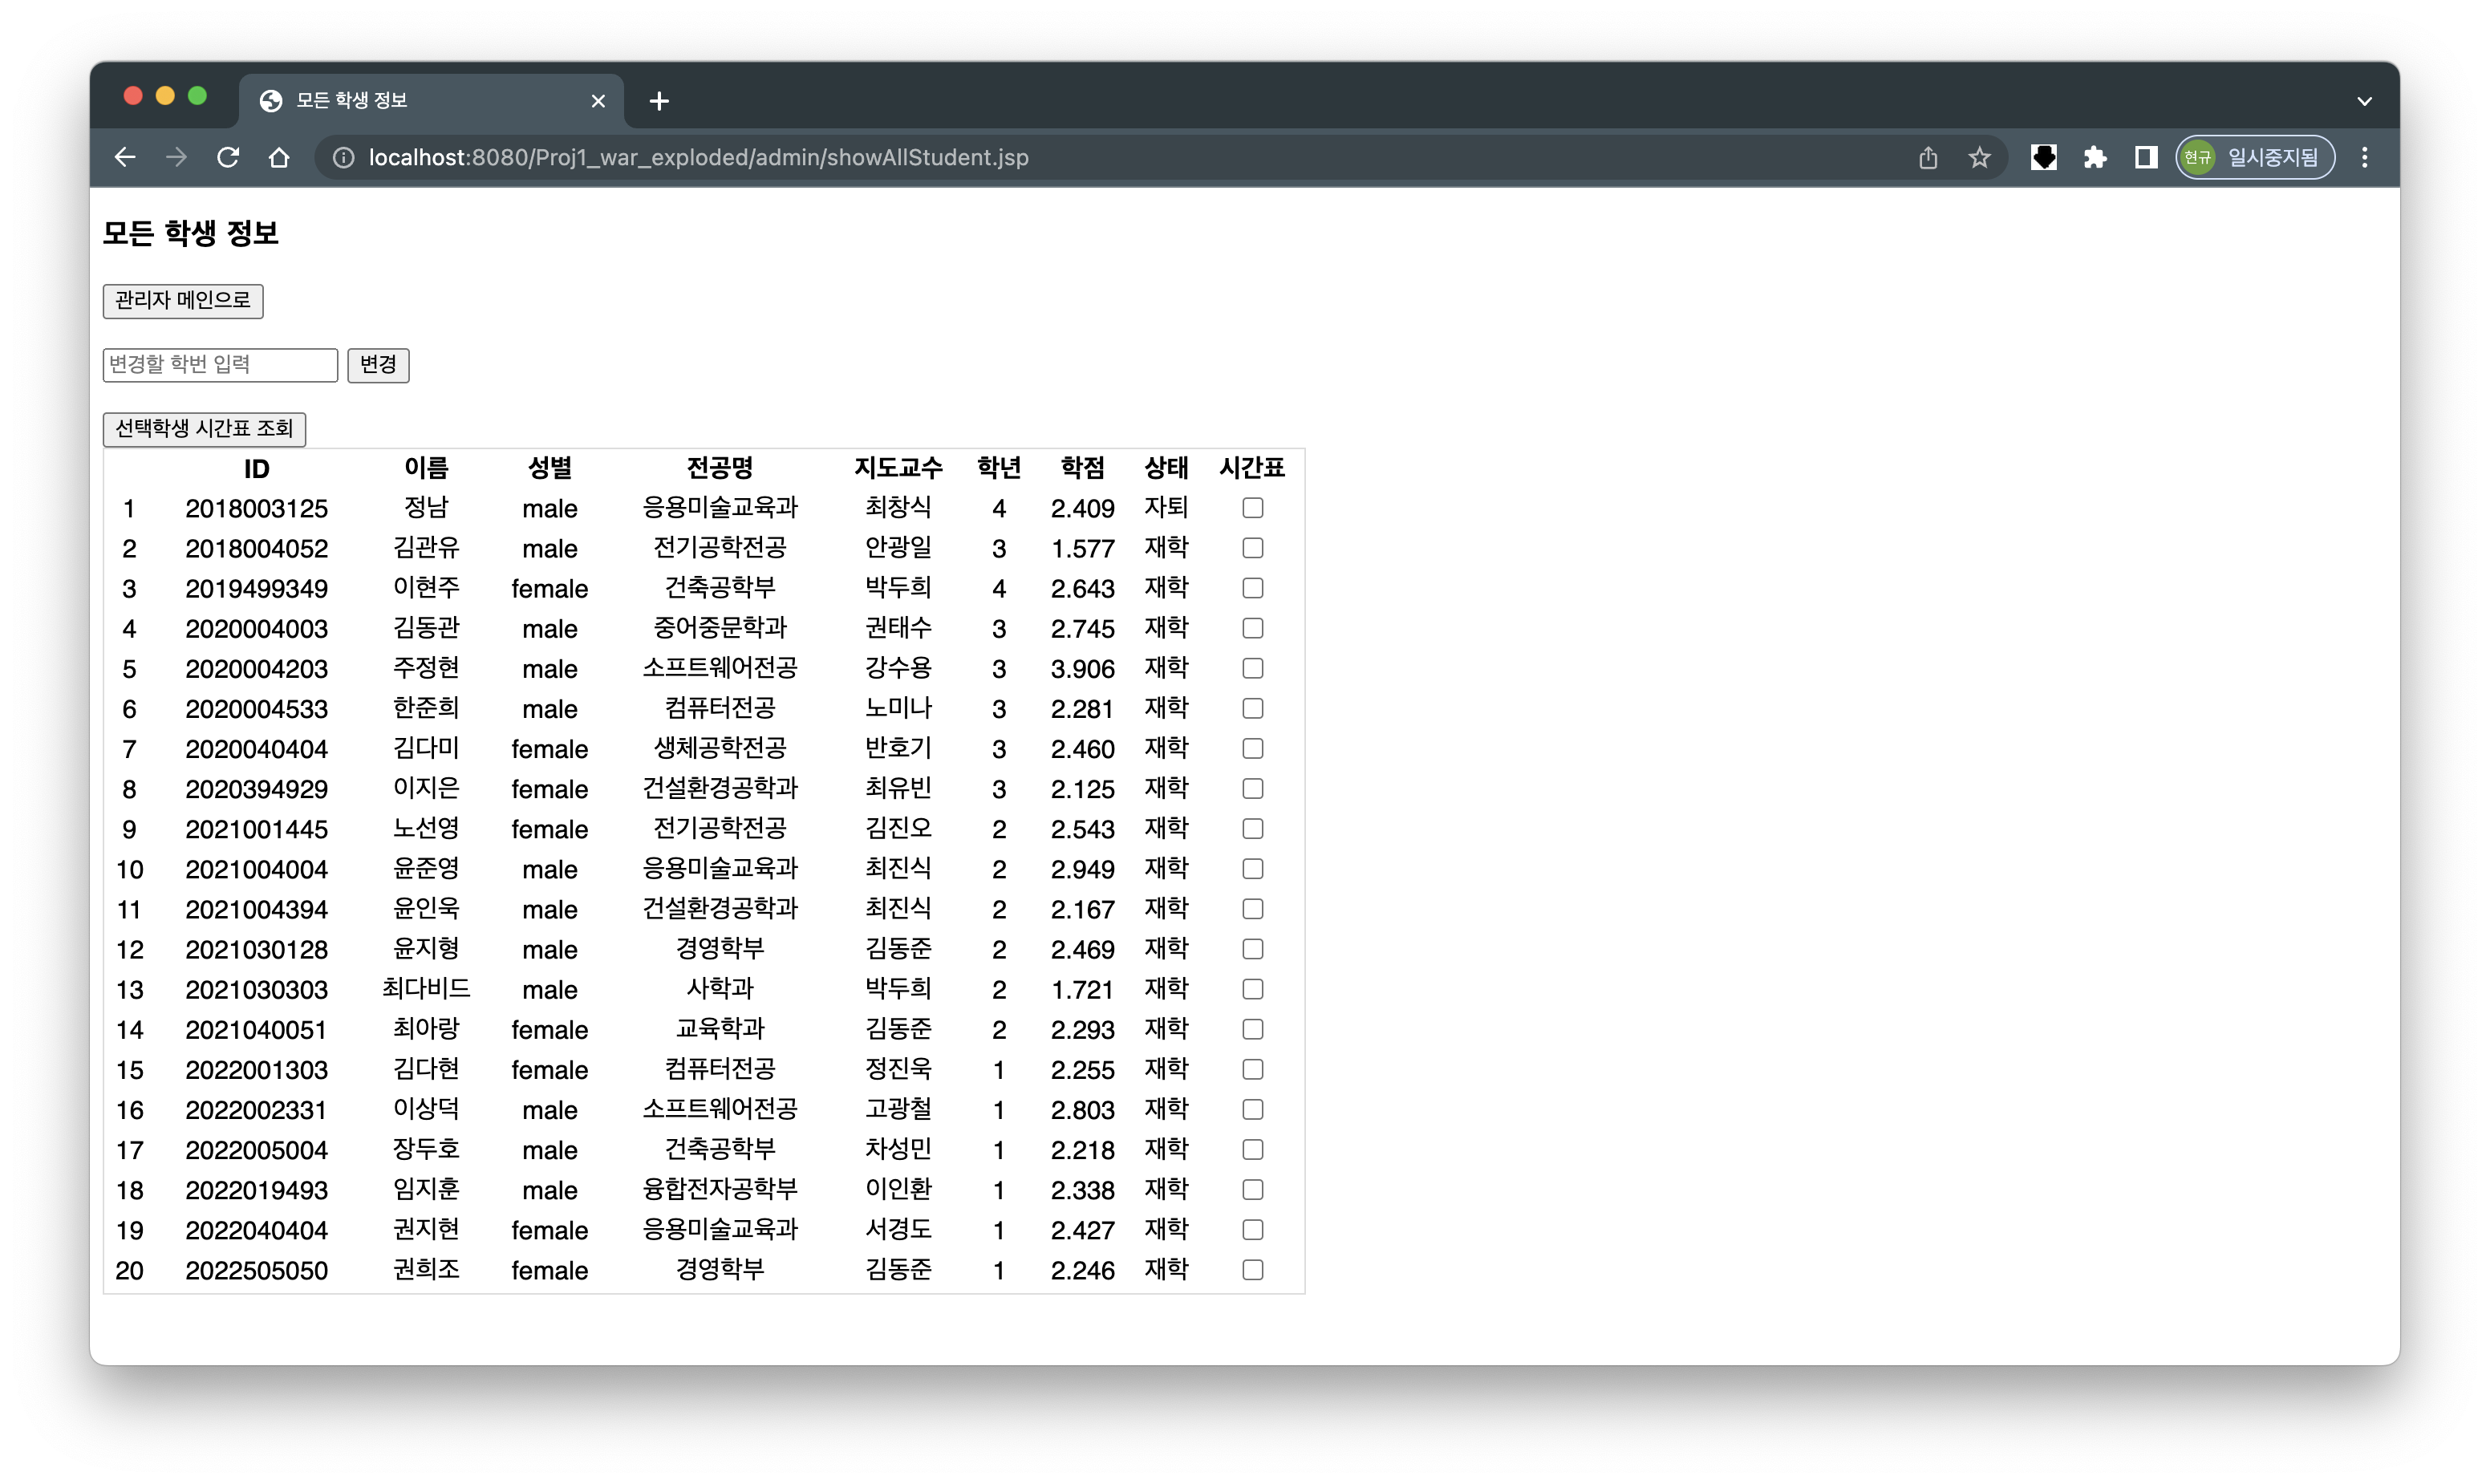 모든 학생 정보
localhost:8080/Proj1_war_exploded/admin/showAllStudent.jsp 현규 일시중지됨
모든 학생 정보
관리자 메인으로
변경할 학번 입력 변경
선택학생 시간표 조회
ID 이름 성별 전공명 지도교수 학년 학점 상태 시간표
1 2018003125 정남 male 응용미술교육과 최창식 4 2.409 자퇴
2 2018004052 김관유 male 전기공학전공 안광일 3 1.577 재학
3 2019499349 이현주 female 건축공학부 박두희 4 2.643 재학
4 2020004003 김동관 male 중어중문학과 권태수 3 2.745 재학
5 2020004203 주정현 male 소프트웨어전공 강수용 3 3.906 재학
6 2020004533 한준희 male 컴퓨터전공 노미나 3 2.281 재학
7 2020040404 김다미 female 생체공학전공 반호기 3 2.460 재학
8 2020394929 이지은 female 건설환경공학과 최유빈 3 2.125 재학
9 2021001445 노선영 female 전기공학전공 김진오 2 2.543 재학
10 2021004004 윤준영 male 응용미술교육과 최진식 2 2.949 재학
11 2021004394 윤인욱 male 건설환경공학과 최진식 2 2.167 재학
12 2021030128 윤지형 male 경영학부 김동준 2 2.469 재학
13 2021030303 최다비드 male 사학과 박두희 2 1.721 재학
14 2021040051 최아랑 female 교육학과 김동준 2 2.293 재학
15 2022001303 김다현 female 컴퓨터전공 정진욱 1 2.255 재학
16 2022002331 이상덕 male 소프트웨어전공 고광철 1 2.803 재학
17 2022005004 장두호 male 건축공학부 차성민 1 2.218 재학
18 2022019493 임지훈 male 융합전자공학부 이인환 1 2.338 재학
19 2022040404 권지현 female 응용미술교육과 서경도 1 2.427 재학
20 2022505050 권희조 female 경영학부 김동준 1 2.246 재학